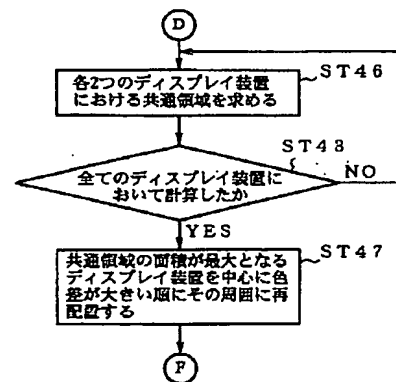 D
各2つのディスプレイ装置
における共通領域を求める
ST46
全てのディスプレイ装置に
おいて計算したか
ST48
NO
YES
共通領域の面積が最大となる
ディスプレイ装置を中心に色
差が大きい順にその周囲に再
配置する
ST47
F